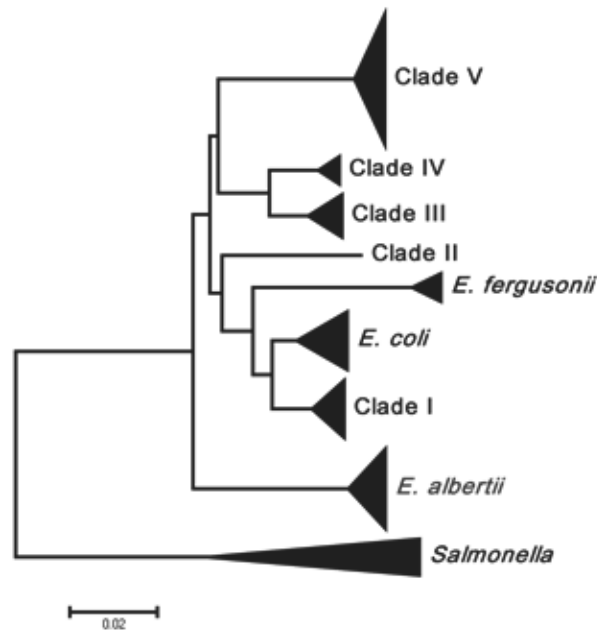 Clade V
Clade IV
Clade III
Clade II
E. fergusonii
E. coli
Clade I
E. albertii
Salmonella
0.02